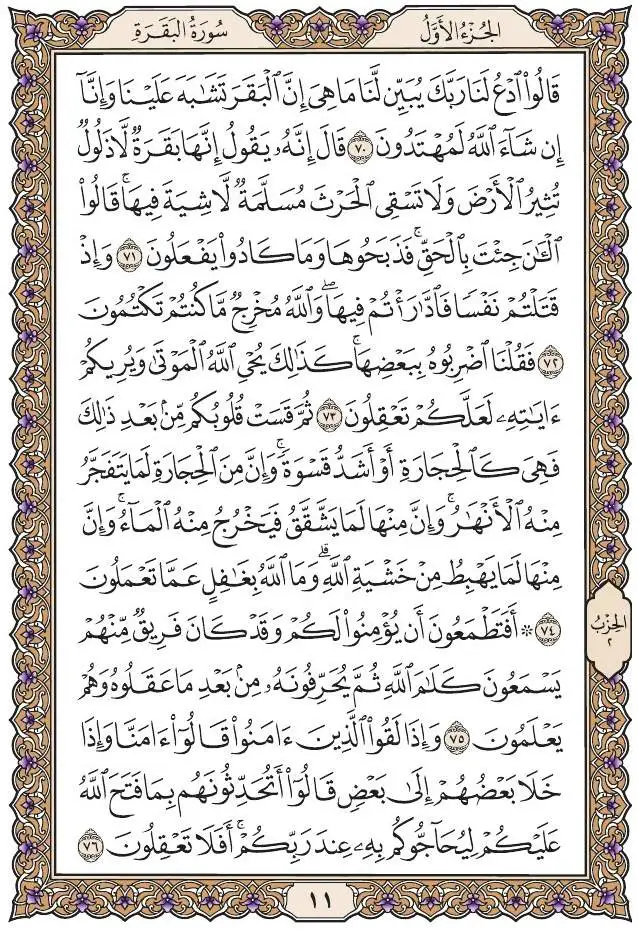 الجُزْءُ الأَوَّلُ
سُورَةُ البَقَرَةِ
قَالُواْ ٱدۡعُ لَنَا رَبَّكَ يُبَيِّن لَّنَا مَا هِيَ إِنَّ ٱلۡبَقَرَ تَشَٰبَهَ عَلَيۡنَا وَإِنَّآ
إِن شَآءَ ٱللَّهُ لَمُهۡتَدُونَ ٧٠ قَالَ إِنَّهُۥ يَقُولُ إِنَّهَا بَقَرَةٞ لَّا ذَلُولٞ
تُثِيرُ ٱلۡأَرۡضَ وَلَا تَسۡقِي ٱلۡحَرۡثَ مُسَلَّمَةٞ لَّا شِيَةَ فِيهَاۚ قَالُواْ
ٱلۡـَٰٔنَ جِئۡتَ بِٱلۡحَقِّۚ فَذَبَحُوهَا وَمَا كَادُواْ يَفۡعَلُونَ ٧١ وَإِذۡ
قَتَلۡتُمۡ نَفۡسٗا فَٱدَّٰرَٰٔتُمۡ فِيهَاۖ وَٱللَّهُ مُخۡرِجٞ مَّا كُنتُمۡ تَكۡتُمُونَ
٧٢ فَقُلۡنَا ٱضۡرِبُوهُ بِبَعۡضِهَاۚ كَذَٰلِكَ يُحۡيِ ٱللَّهُ ٱلۡمَوۡتَىٰ وَيُرِيكُمۡ
ءَايَٰتِهِۦ لَعَلَّكُمۡ تَعۡقِلُونَ ٧٣ ثُمَّ قَسَتۡ قُلُوبُكُم مِّنۢ بَعۡدِ ذَٰلِكَ
فَهِيَ كَٱلۡحِجَارَةِ أَوۡ أَشَدُّ قَسۡوَةٗۚ وَإِنَّ مِنَ ٱلۡحِجَارَةِ لَمَا يَتَفَجَّرُ
مِنۡهُ ٱلۡأَنۡهَٰرُۚ وَإِنَّ مِنۡهَا لَمَا يَشَّقَّقُ فَيَخۡرُجُ مِنۡهُ ٱلۡمَآءُۚ وَإِنَّ
مِنۡهَا لَمَا يَهۡبِطُ مِنۡ خَشۡيَةِ ٱللَّهِۗ وَمَا ٱللَّهُ بِغَٰفِلٍ عَمَّا تَعۡمَلُونَ
٧٤ ۞ أَفَتَطۡمَعُونَ أَن يُؤۡمِنُواْ لَكُمۡ وَقَدۡ كَانَ فَرِيقٞ مِّنۡهُمۡ
يَسۡمَعُونَ كَلَٰمَ ٱللَّهِ ثُمَّ يُحَرِّفُونَهُۥ مِنۢ بَعۡدِ مَا عَقَلُوهُ وَهُمۡ
يَعۡلَمُونَ ٧٥ وَإِذَا لَقُواْ ٱلَّذِينَ ءَامَنُواْ قَالُوٓاْ ءَامَنَّا وَإِذَا
خَلَا بَعۡضُهُمۡ إِلَىٰ بَعۡضٖ قَالُوٓاْ أَتُحَدِّثُونَهُم بِمَا فَتَحَ ٱللَّهُ
عَلَيۡكُمۡ لِيُحَآجُّوكُم بِهِۦ عِندَ رَبِّكُمۡۚ أَفَلَا تَعۡقِلُونَ ٧٦
الحِزْبُ
٢
١١